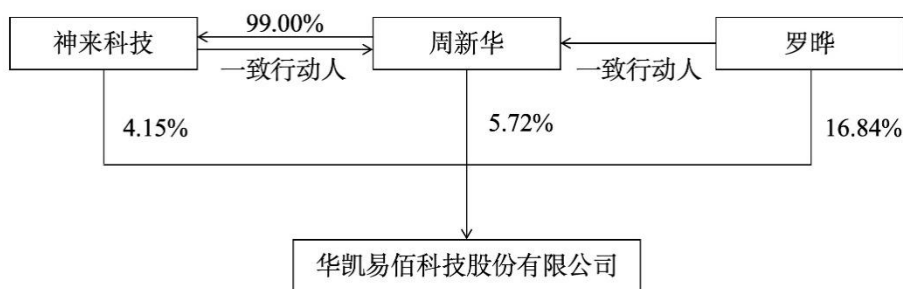 99.00%
神来科技
周新华
罗晔
一致行动人
一致行动人
4.15%
5.72%
16.84%
华凯易佰科技股份有限公司